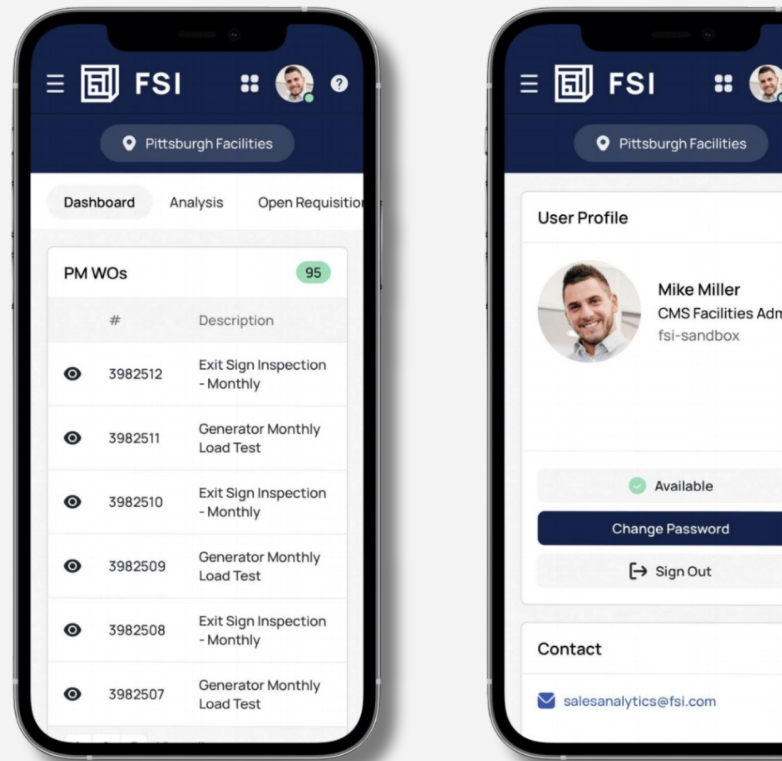 FSI
?
Pittsburgh Facilities
Dashboard Analysis Open Requisition
PM WOs 95
# Description
3982512 Exit Sign Inspection
- Monthly
3982511 Generator Monthly
Load Test
3982510 Exit Sign Inspection
- Monthly
3982509 Generator Monthly
Load Test
3982508 Exit Sign Inspection
- Monthly
3982507 Generator Monthly
Load Test
FSI
Pittsburgh Facilities
User Profile
Mike Miller
CMS Facilities Adm
fsi-sandbox
Available
Change Password
Sign Out
Contact
salesanalytics@fsi.com